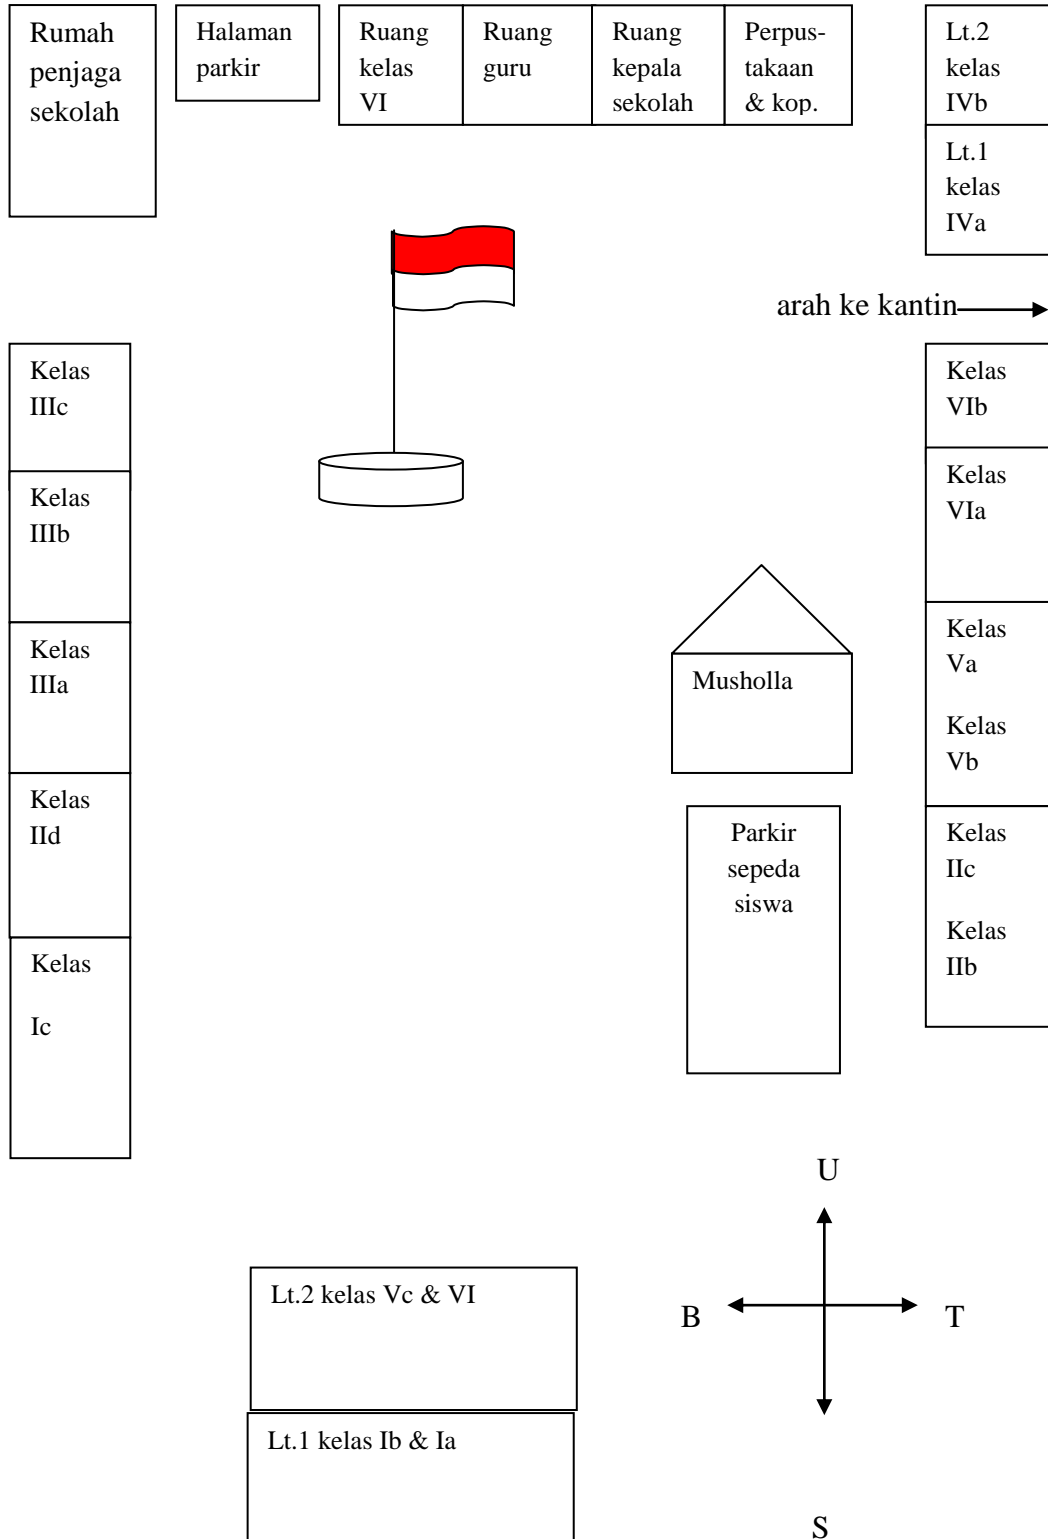 Rumah
penjaga
sekolah
Halaman
parkir
Ruang
kelas
VI
Ruang
guru
Ruang
kepala
sekolah
Perpus-
takaan
& kop.
Lt.2
kelas
IVb
Lt.1
kelas
IVa
arah ke kantin
Kelas
IIIc
Kelas
IIIb
Kelas
IIIa
Kelas
IId
Kelas
Ic
Kelas
VIb
Kelas
VIa
Kelas
Va
Kelas
Vb
Kelas
IIc
Kelas
IIb
Musholla
Parkir
sepeda
siswa
U
B
T
S
Lt.2 kelas Vc & VI
Lt.1 kelas Ib & Ia